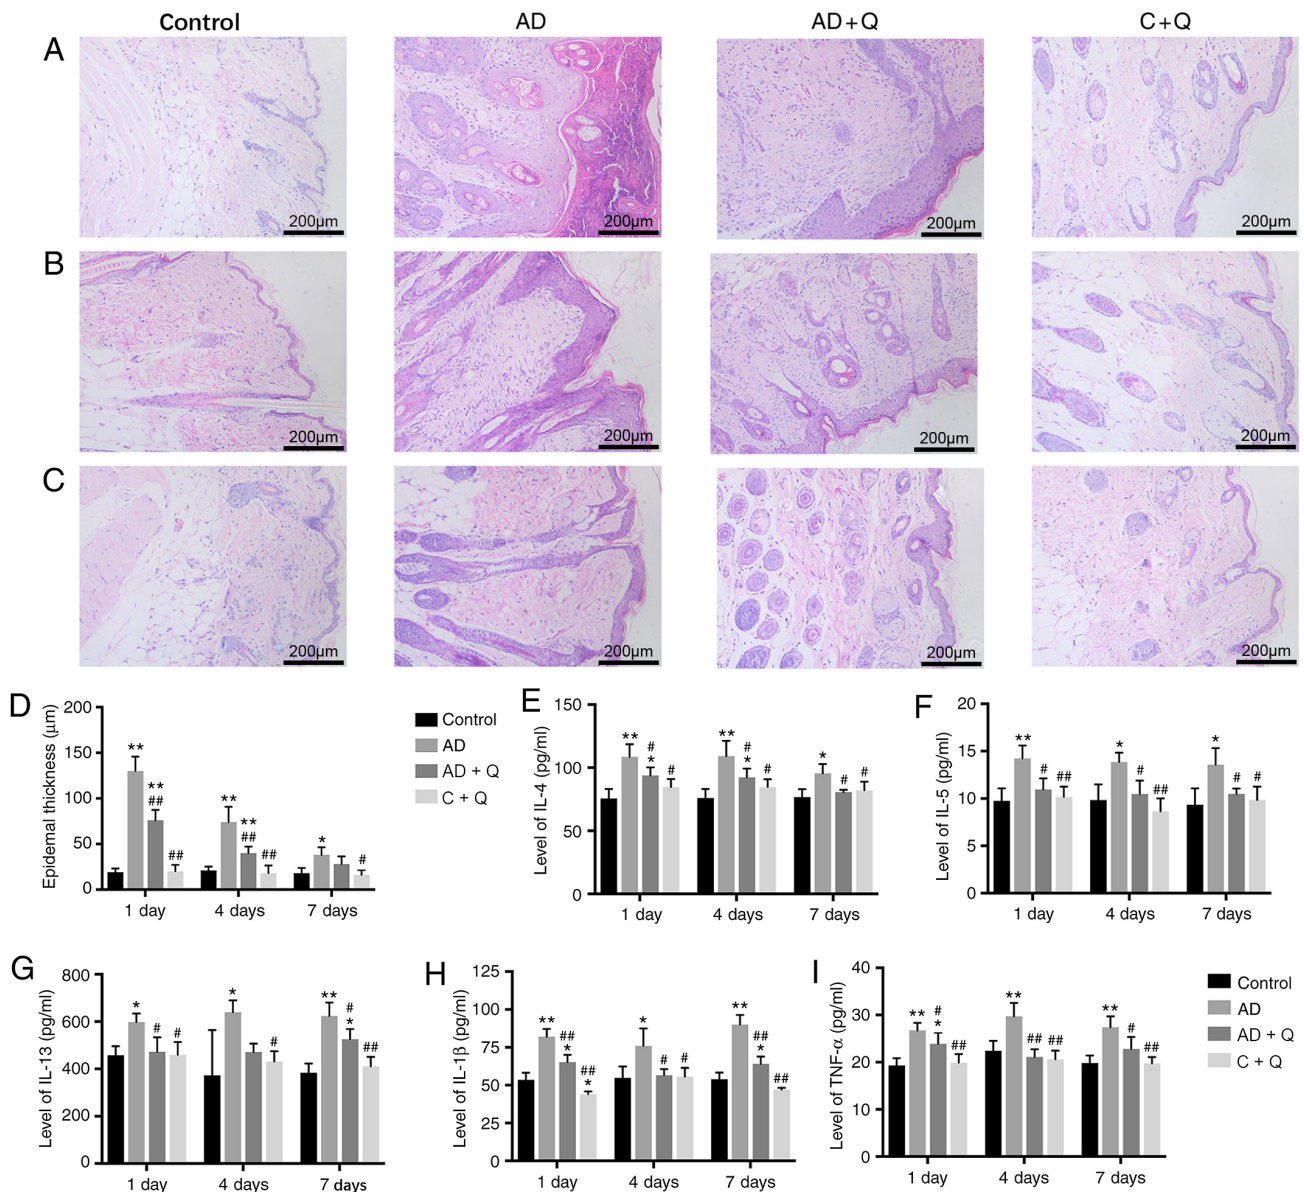 Control AD AD + Q C + Q
A
200µm 200µm 200µm 200µm
B
200µm 200µm 200µm 200µm
C
200µm 200µm 200µm 200µm
D
Epidemal thickness (µm)
200
150
100
50
0
** ** ## ##
** ** ## ##
* #
1 day 4 days 7 days
Control
AD
AD + Q
C + Q
E
Level of IL-4 (pg/ml)
150
100
50
0
** # * #
** # * #
* # #
1 day 4 days 7 days
F
Level of IL-5 (pg/ml)
20
15
10
5
0
** # ##
* # ##
* # #
1 day 4 days 7 days
G
Level of IL-13 (pg/ml)
800
600
400
200
0
* # #
* #
** # * ##
1 day 4 days 7 days
H
Level of IL-1β (pg/ml)
125
100
75
50
25
0
** ## * ## *
* # #
** ## * ##
1 day 4 days 7 days
I
Level of TNF-α (pg/ml)
40
30
20
10
0
** # * ##
** ## ##
** # ##
1 day 4 days 7 days
Control
AD
AD + Q
C + Q